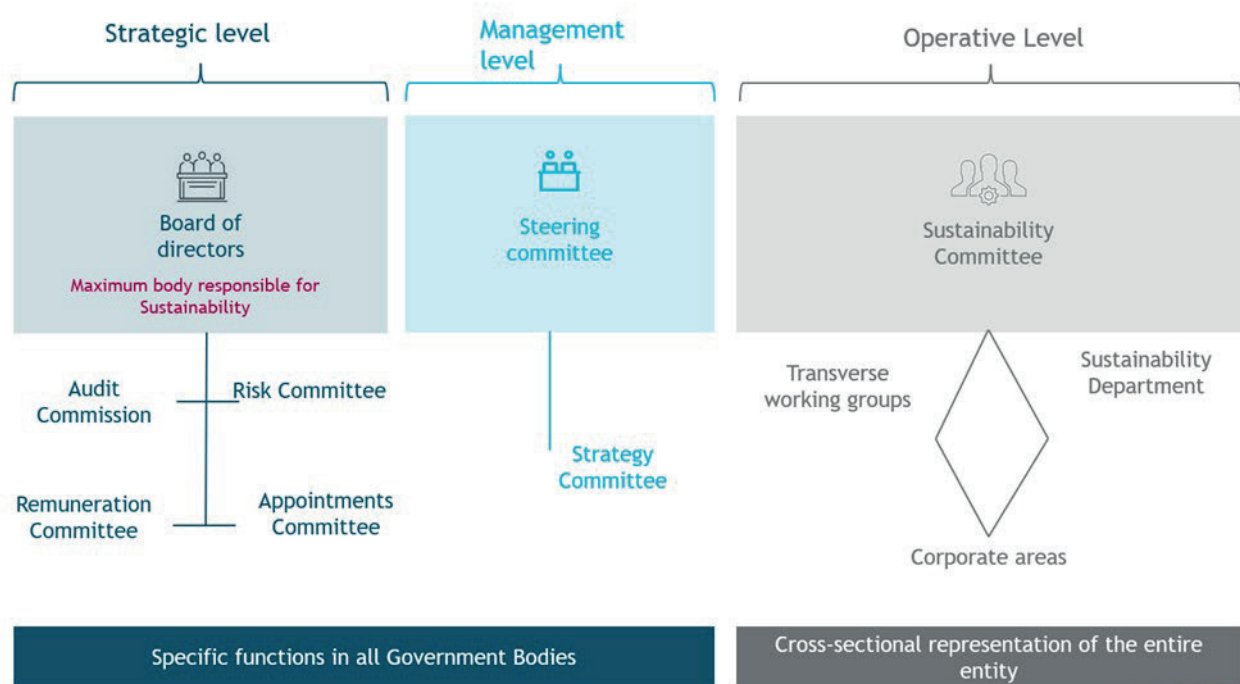 Strategic level
Management
level
Operative Level
Board of
directors
Maximum body responsible for
Sustainability
Steering
committee
Sustainability
Committee
Audit
Commission
Risk Committee
Remuneration
Committee
Appointments
Committee
Strategy
Committee
Transverse
working groups
Sustainability
Department
Corporate areas
Specific functions in all Government Bodies
Cross-sectional representation of the entire
entity